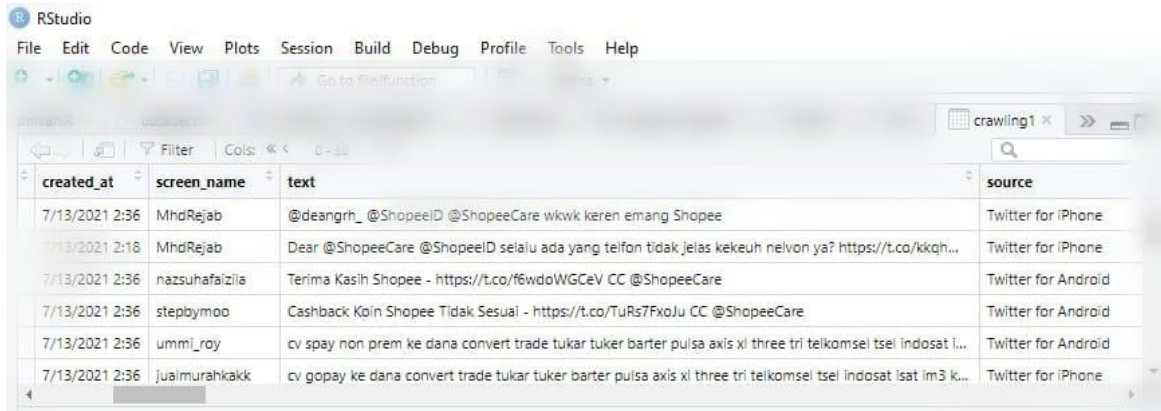 R RStudio
File Edit Code View Plots Session Build Debug Profile Tools Help
Go to file/function
crawling1
Filter Cols: 0 - 50
created_at screen_name text source
7/13/2021 2:36 MhdRejab @deangrh_ @ShopeeID @ShopeeCare wkwk keren emang Shopee Twitter for iPhone
7/13/2021 2:18 MhdRejab Dear @ShopeeCare @ShopeeID selalu ada yang telfon tidak jelas kekeuh nelvon ya? https://t.co/kkqh... Twitter for iPhone
7/13/2021 2:36 nazsuhafaizila Terima Kasih Shopee - https://t.co/f6wdoWGCeV CC @ShopeeCare Twitter for Android
7/13/2021 2:36 stepbymoo Cashback Koin Shopee Tidak Sesuai - https://t.co/TuRs7FxoJu CC @ShopeeCare Twitter for Android
7/13/2021 2:36 ummi_roy cv spay non prem ke dana convert trade tukar tuker barter pulsa axis xl three tri telkomsel tsel indosat i... Twitter for Android
7/13/2021 2:36 jualmurahkakk cv gopay ke dana convert trade tukar tuker barter pulsa axis xl three tri telkomsel tsel indosat isat im3 k... Twitter for iPhone